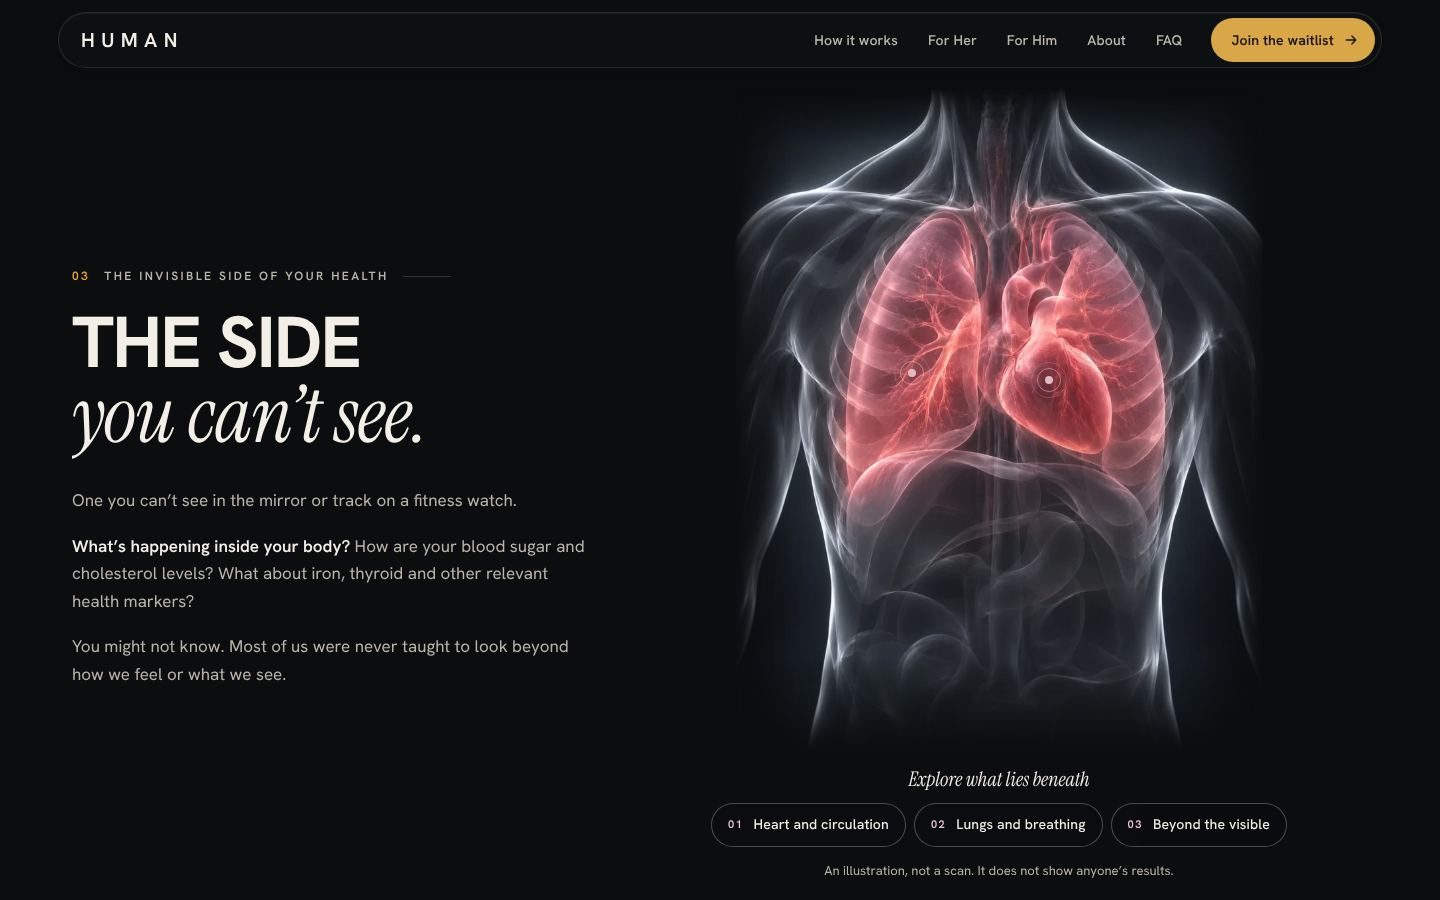 HUMAN
How it works
For Her
For Him
About
FAQ
Join the waitlist →
03 THE INVISIBLE SIDE OF YOUR HEALTH
THE SIDE
you can’t see.
One you can’t see in the mirror or track on a fitness watch.
What’s happening inside your body? How are your blood sugar and
cholesterol levels? What about iron, thyroid and other relevant
health markers?
You might not know. Most of us were never taught to look beyond
how we feel or what we see.
Explore what lies beneath
01 Heart and circulation
02 Lungs and breathing
03 Beyond the visible
An illustration, not a scan. It does not show anyone’s results.